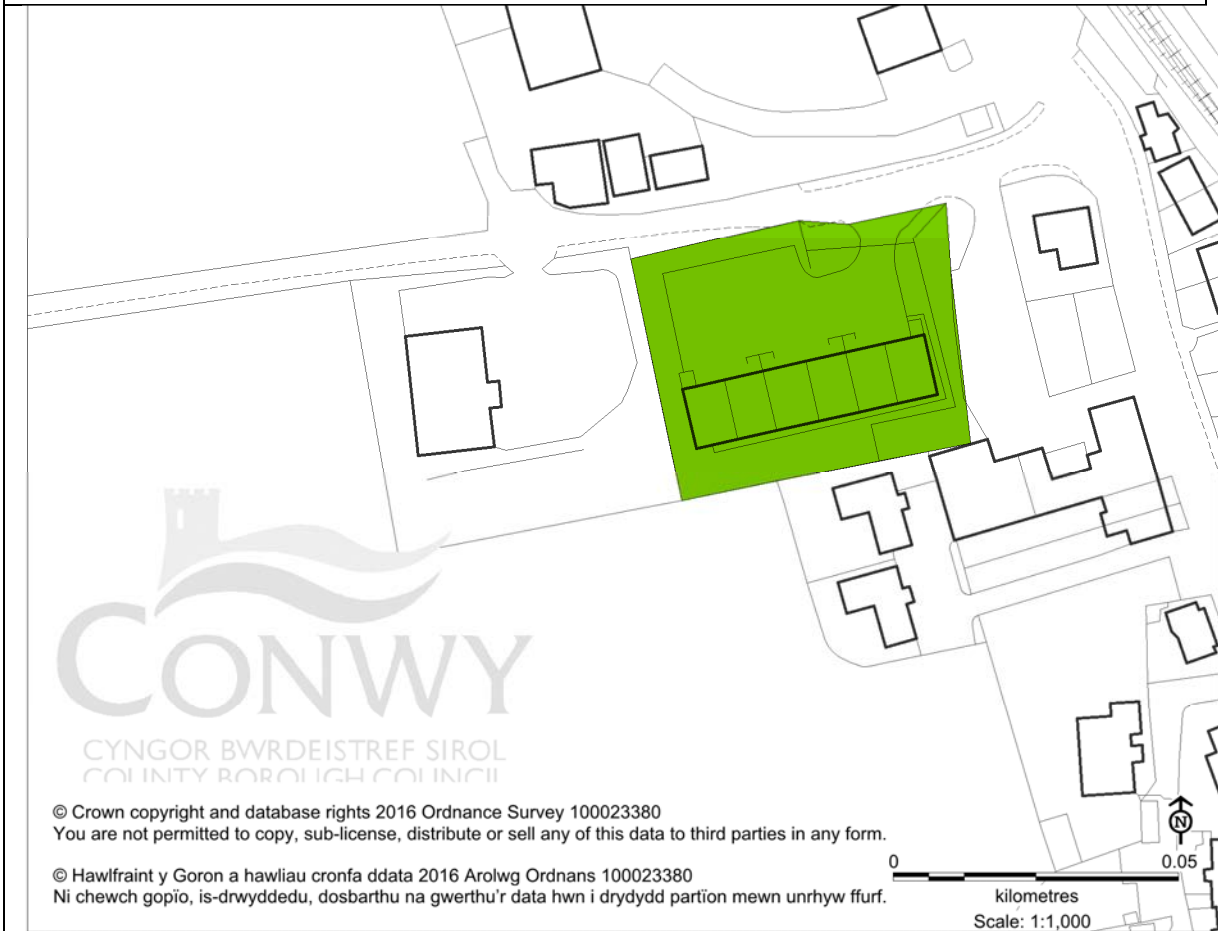 CONWY
CYNGOR BWRDEISTREF SIROL
COUNTY BOROUGH COUNCIL
© Crown copyright and database rights 2016 Ordnance Survey 100023380
You are not permitted to copy, sub-license, distribute or sell any of this data to third parties in any form.
© Hawlfraint y Goron a hawliau cronfa ddata 2016 Arolwg Ordnans 100023380
Ni chewch gopïo, is-drwyddedu, dosbarthu na gwerthu'r data hwn i drydydd partïon mewn unrhyw ffurf.
N
0 0.05
kilometres
Scale: 1:1,000